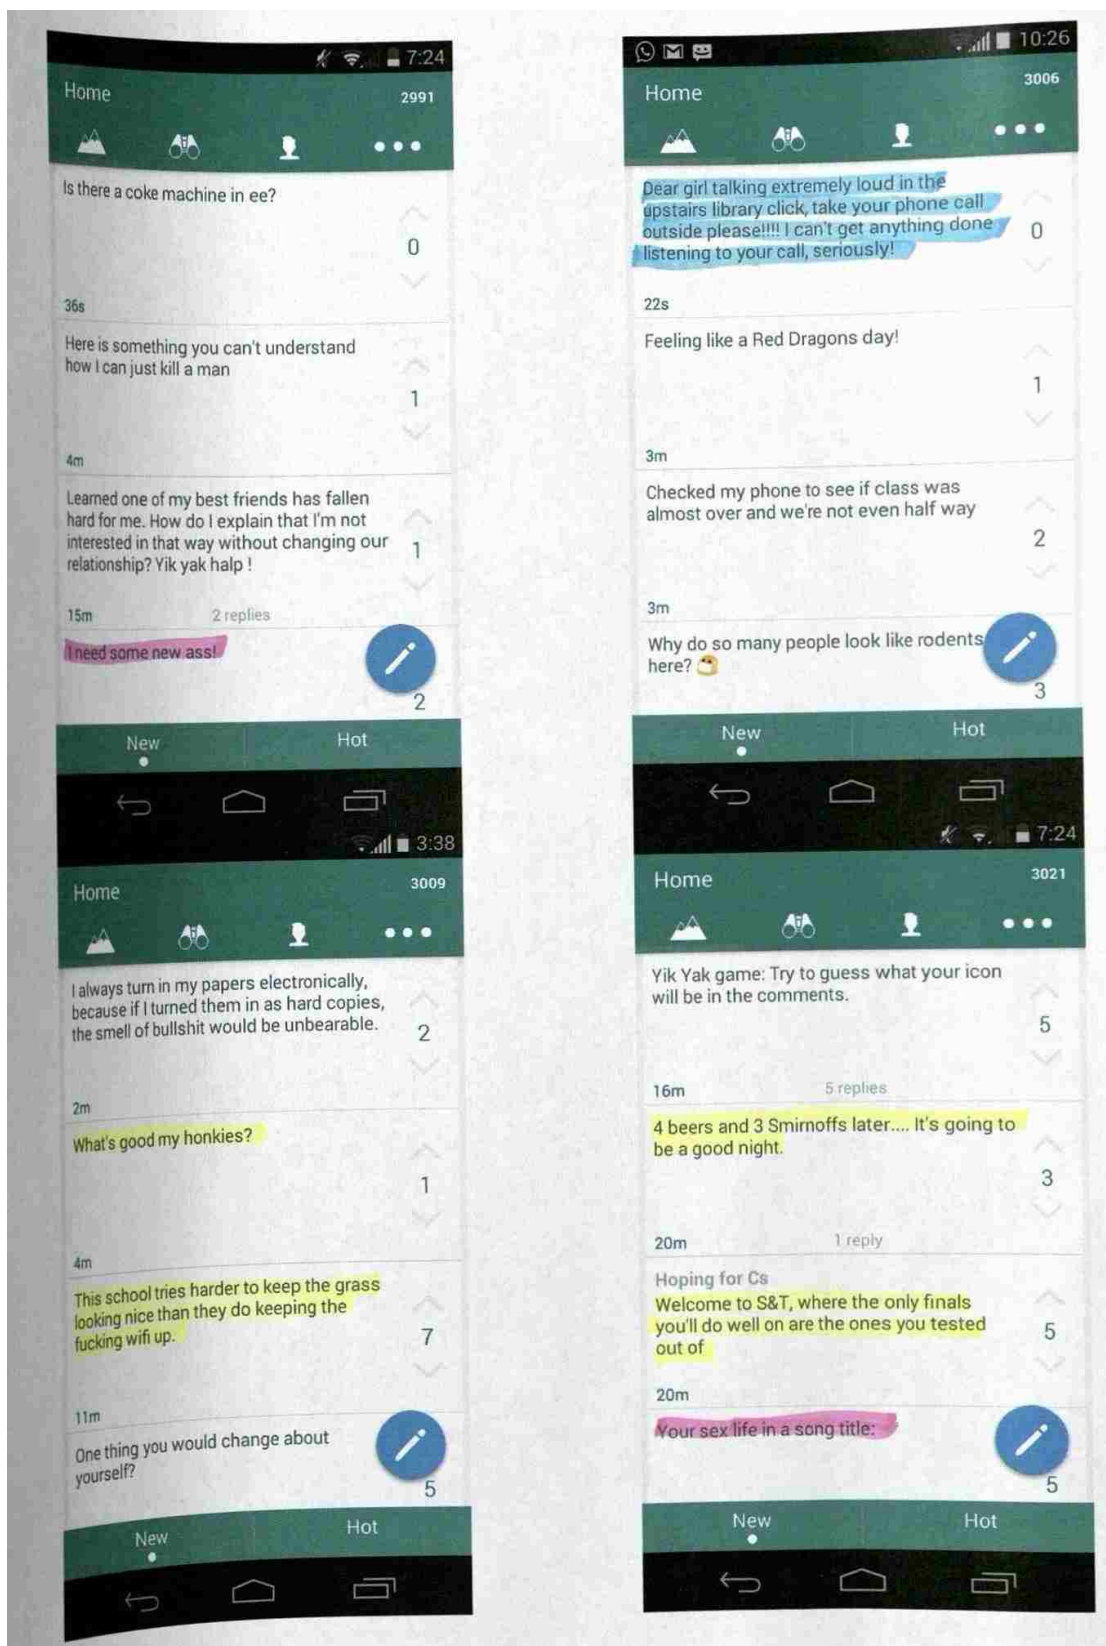 7:24
Home
2991
Is there a coke machine in ee?
0
36s
Here is something you can't understand
how I can just kill a man
1
4m
Learned one of my best friends has fallen
hard for me. How do I explain that I'm not
interested in that way without changing our
relationship? Yik yak halp !
1
15m 2 replies
I need some new ass!
2
New Hot
10:26
Home
3006
Dear girl talking extremely loud in the
upstairs library click, take your phone call
outside please!!!! I can't get anything done
listening to your call, seriously!
0
22s
Feeling like a Red Dragons day!
1
3m
Checked my phone to see if class was
almost over and we're not even half way
2
3m
Why do so many people look like rodents
here?
3
New Hot
3:38
Home
3009
I always turn in my papers electronically,
because if I turned them in as hard copies,
the smell of bullshit would be unbearable.
2
2m
What's good my honkies?
1
4m
This school tries harder to keep the grass
looking nice than they do keeping the
fucking wifi up.
7
11m
One thing you would change about
yourself?
5
New Hot
7:24
Home
3021
Yik Yak game: Try to guess what your icon
will be in the comments.
5
16m 5 replies
4 beers and 3 Smirnoffs later.... It's going to
be a good night.
3
20m 1 reply
Hoping for Cs
Welcome to S&T, where the only finals
you'll do well on are the ones you tested
out of
5
20m
Your sex life in a song title:
5
New Hot